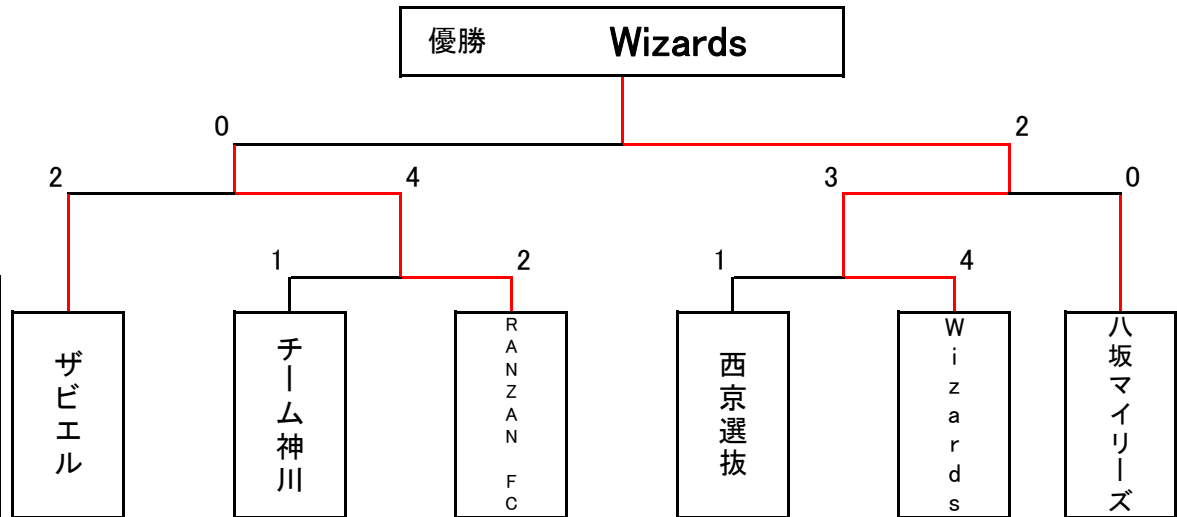 優勝 Wizards
0 2
2 4 3 0
1 2 1 4
ザビエル
チーム神川
RANZAN FC
西京選抜
Wizards
八坂マイリーズ